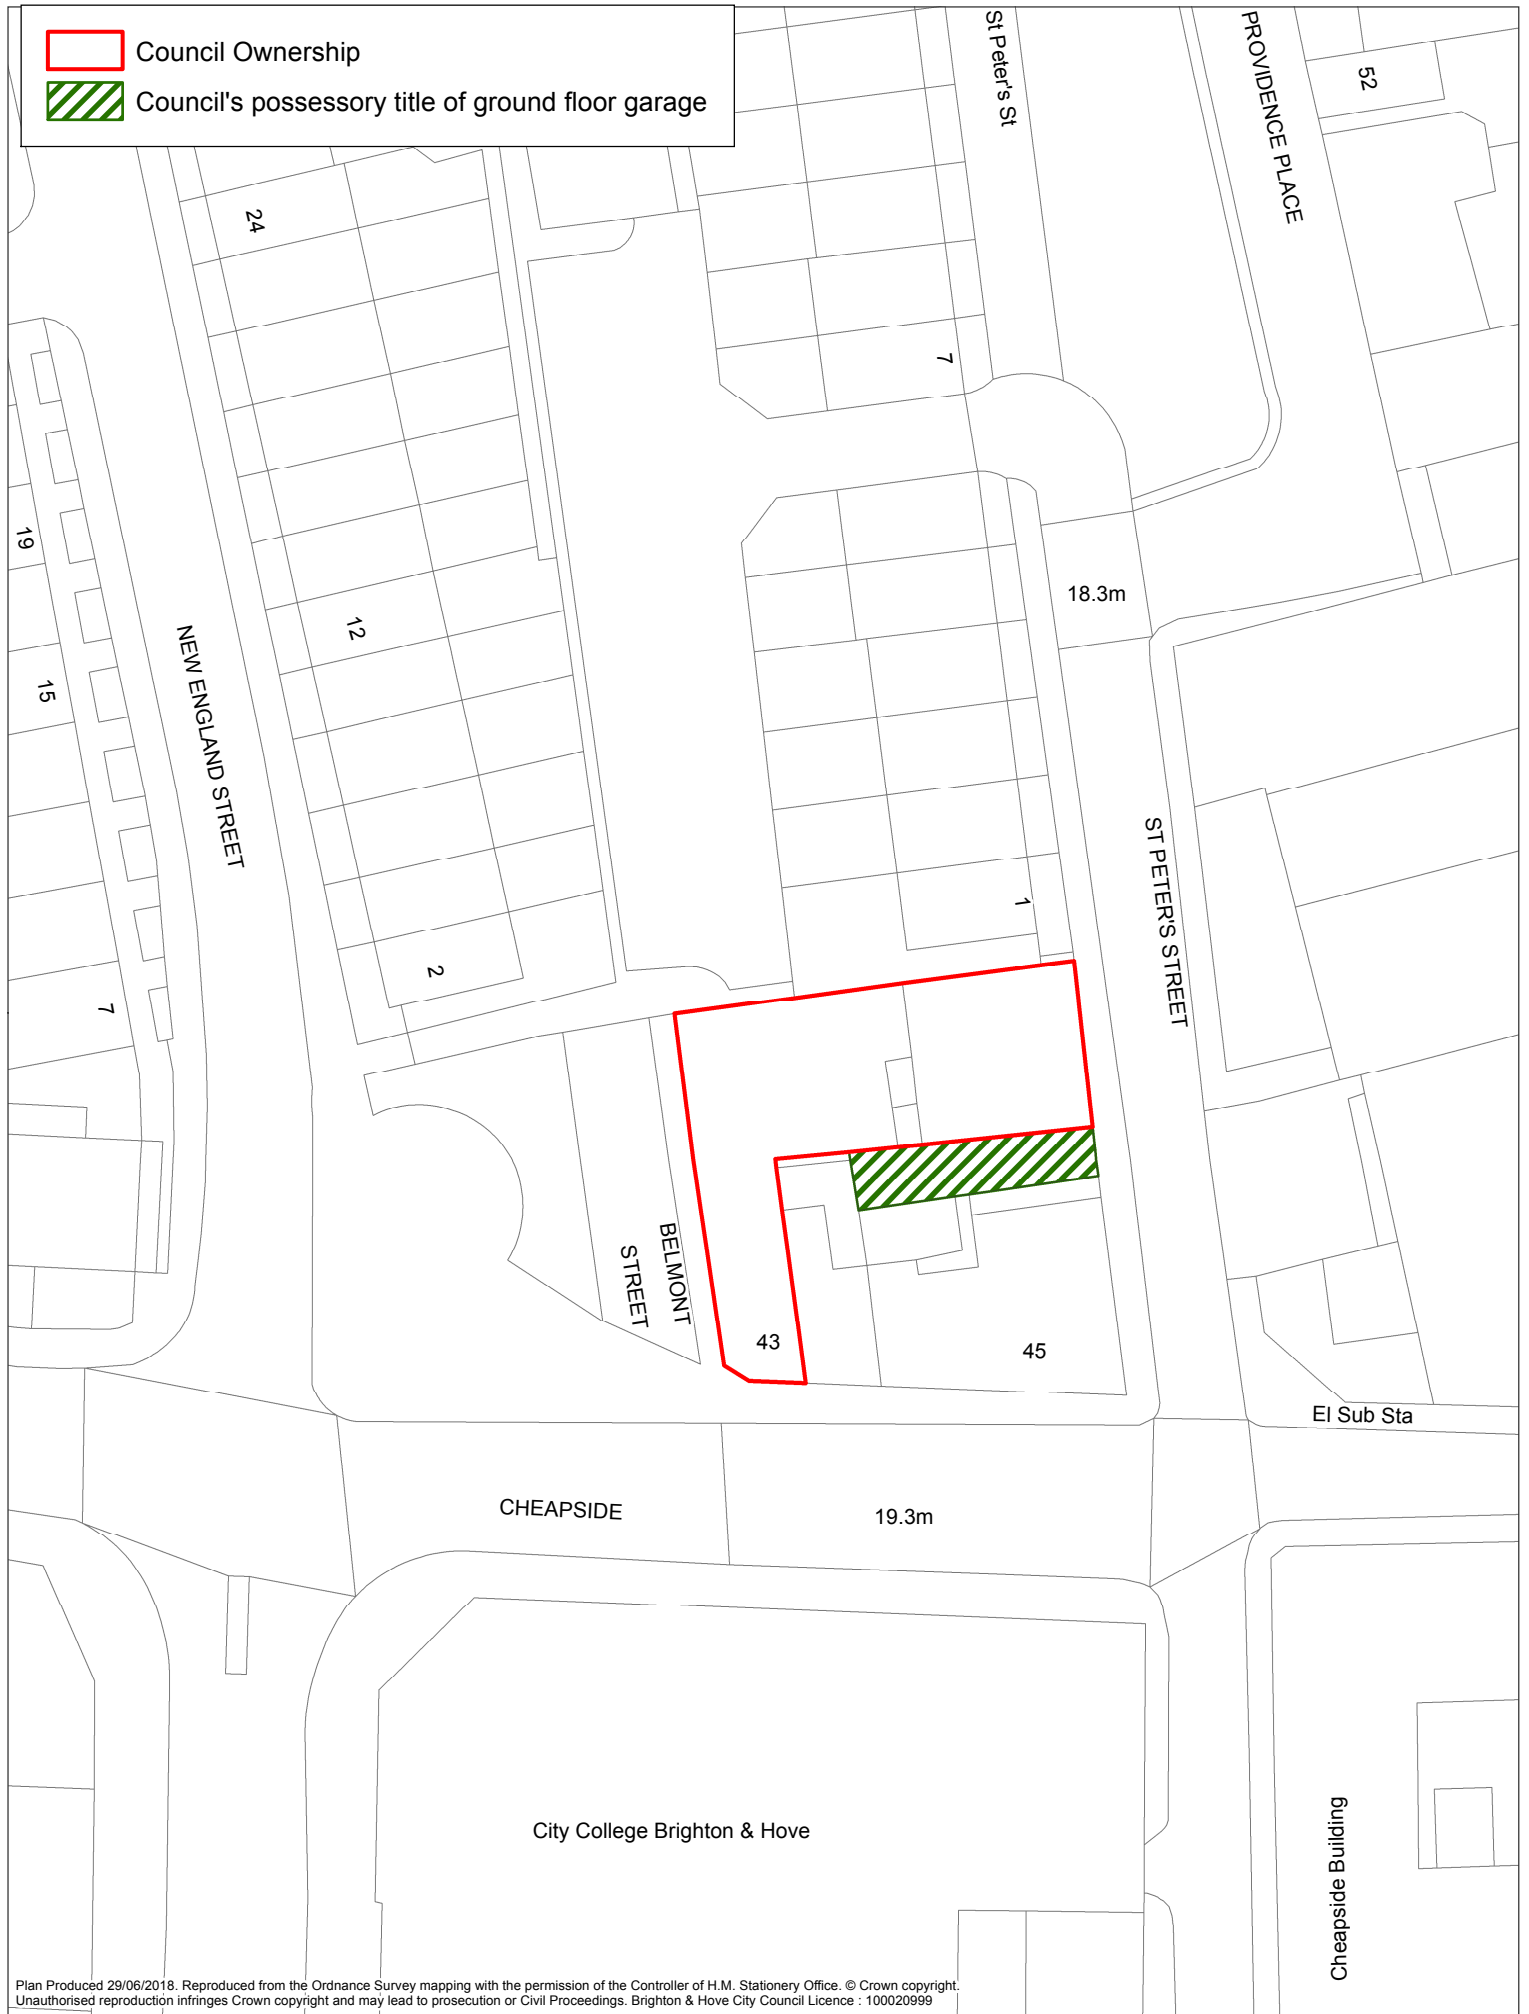 Council Ownership
Council's possessory title of ground floor garage
St Peter's St
PROVIDENCE PLACE
52
24
7
19
18.3m
12
15
NEW ENGLAND STREET
ST PETER'S STREET
1
2
7
BELMONT
STREET
43
45
El Sub Sta
CHEAPSIDE
19.3m
City College Brighton & Hove
Cheapside Building
Plan Produced 29/06/2018. Reproduced from the Ordnance Survey mapping with the permission of the Controller of H.M. Stationery Office. © Crown copyright.
Unauthorised reproduction infringes Crown copyright and may lead to prosecution or Civil Proceedings. Brighton & Hove City Council Licence : 100020999